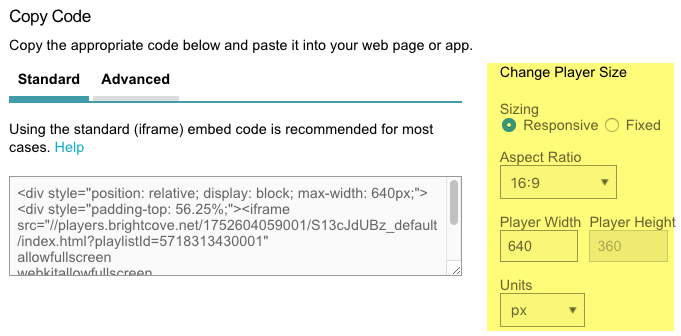 Copy Code
Copy the appropriate code below and paste it into your web page or app.
Standard Advanced
Using the standard (iframe) embed code is recommended for most
cases. Help
<div style="position: relative; display: block; max-width: 640px;">
<div style="padding-top: 56.25%;"><iframe
src="//players.brightcove.net/1752604059001/S13cJdUBz_default
/index.html?playlistId=5718313430001"
allowfullscreen
webkitallowfullscreen
Change Player Size
Sizing
Responsive Fixed
Aspect Ratio
16:9
Player Width Player Height
640 360
Units
px